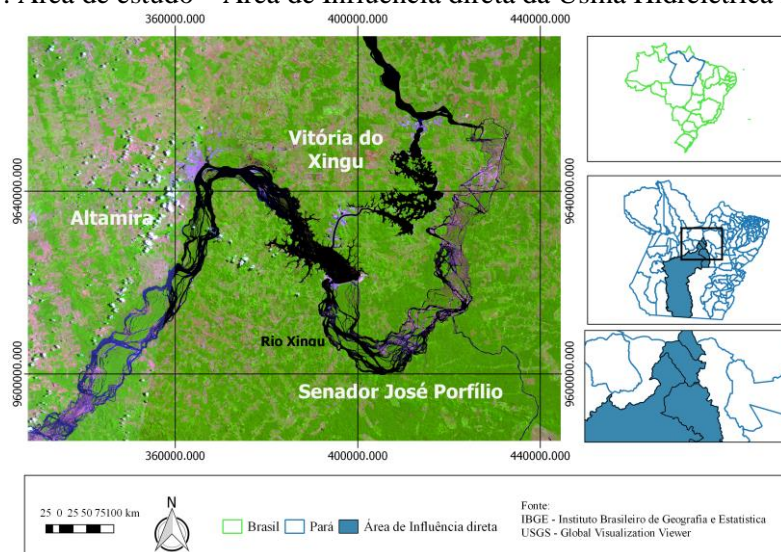 . Área de estudo – Área de Influência direta da Usina Hidrelétrica
360000.000 400000.000 440000.000
Vitória do
Xingu
9640000.000 9640000.000
Altamira
Rio Xingu
9600000.000 9600000.000
Senador José Porfílio
360000.000 400000.000 440000.000
25 0 25 50 75 100 km
N
Brasil Pará Área de Influência direta
Fonte:
IBGE - Instituto Brasileiro de Geografia e Estatistica
USGS - Global Visualization Viewer